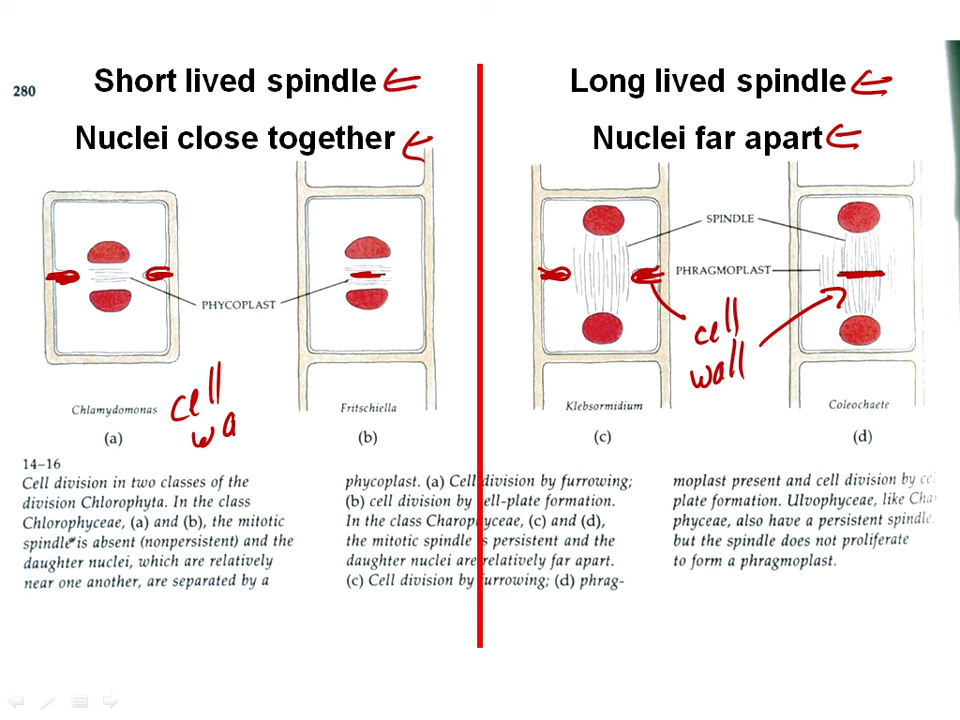 280
Short lived spindle
Nuclei close together
Long lived spindle
Nuclei far apart
PHYCOPLAST
SPINDLE
PHRAGMOPLAST
cell
wa
cell
wall
Chlamydomonas
Fritschiella
Klebsormidium
Coleochaete
(a)
(b)
(c)
(d)
14–16
Cell division in two classes of the
division Chlorophyta. In the class
Chlorophyceae, (a) and (b), the mitotic
spindle is absent (nonpersistent) and the
daughter nuclei, which are relatively
near one another, are separated by a
phycoplast. (a) Cell division by furrowing;
(b) cell division by cell-plate formation.
In the class Charophyceae, (c) and (d),
the mitotic spindle is persistent and the
daughter nuclei are relatively far apart.
(c) Cell division by furrowing; (d) phrag-
moplast present and cell division by
plate formation. Ulvophyceae, like
phyceae, also have a persistent spindle,
but the spindle does not proliferate
to form a phragmoplast.